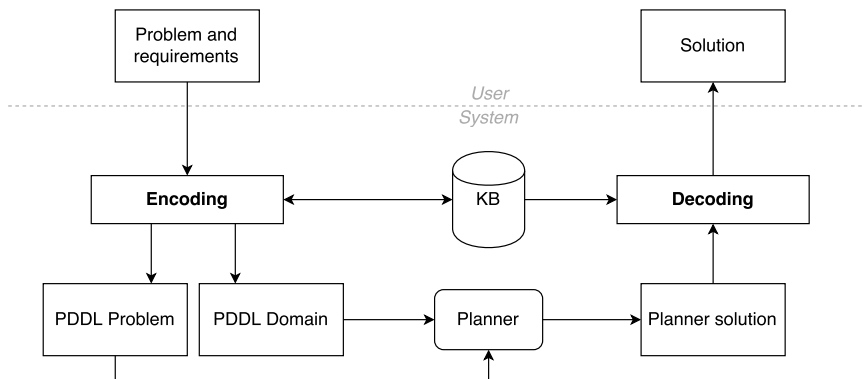 Problem and
requirements
Solution
User
System
Encoding
KB
Decoding
PDDL Problem
PDDL Domain
Planner
Planner solution